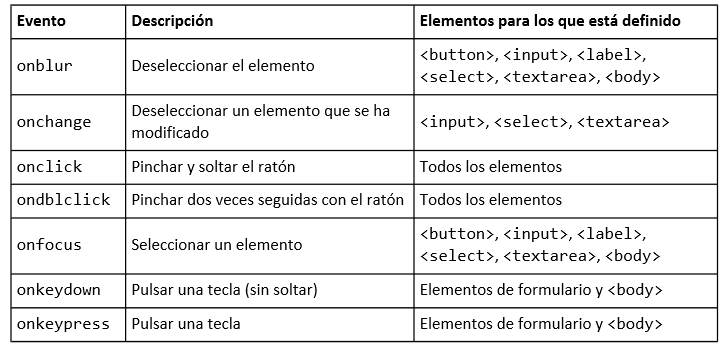 Evento Descripción Elementos para los que está definido
onblur Deseleccionar el elemento <button>, <input>, <label>,
<select>, <textarea>, <body>
onchange Deseleccionar un elemento que se ha
modificado <input>, <select>, <textarea>
onclick Pinchar y soltar el ratón Todos los elementos
ondblclick Pinchar dos veces seguidas con el ratón Todos los elementos
onfocus Seleccionar un elemento <button>, <input>, <label>,
<select>, <textarea>, <body>
onkeydown Pulsar una tecla (sin soltar) Elementos de formulario y <body>
onkeypress Pulsar una tecla Elementos de formulario y <body>